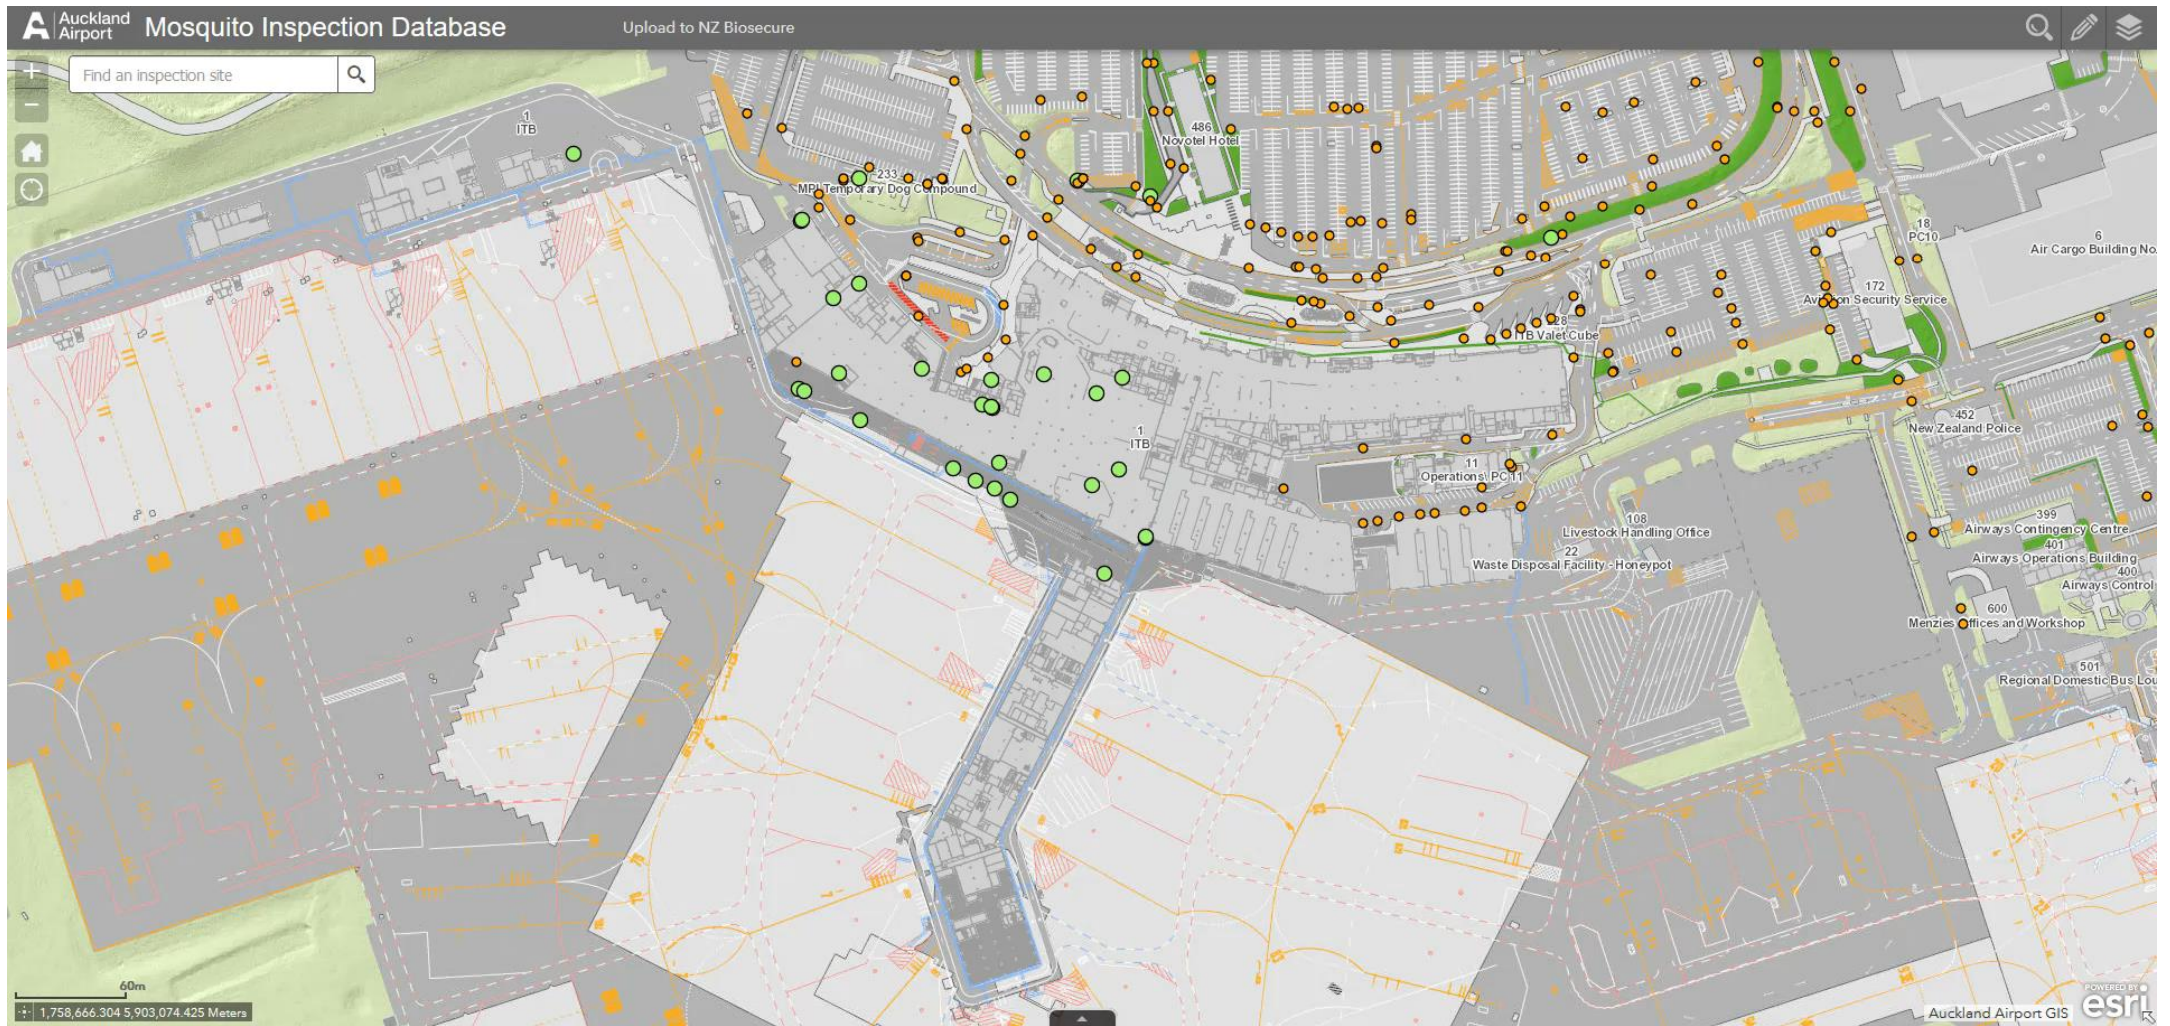 Auckland
Airport
Mosquito Inspection Database
Upload to NZ Biosecure
+
Find an inspection site
−
1
ITB
486
Novotel Hotel
233
MPI Temporary Dog Compound
18
PC10
6
Air Cargo Building No.
172
Aviation Security Service
28
ITB Valet Cube
452
New Zealand Police
1
ITB
11
Operations\ PC 11
108
Livestock Handling Office
22
Waste Disposal Facility - Honeypot
399
Airways Contingency Centre
401
Airways Operations Building
400
Airways Control
600
Menzies Offices and Workshop
501
Regional Domestic Bus Lou
60m
1,758,666.304 5,903,074.425 Meters
Auckland Airport GIS
POWERED BY
esri